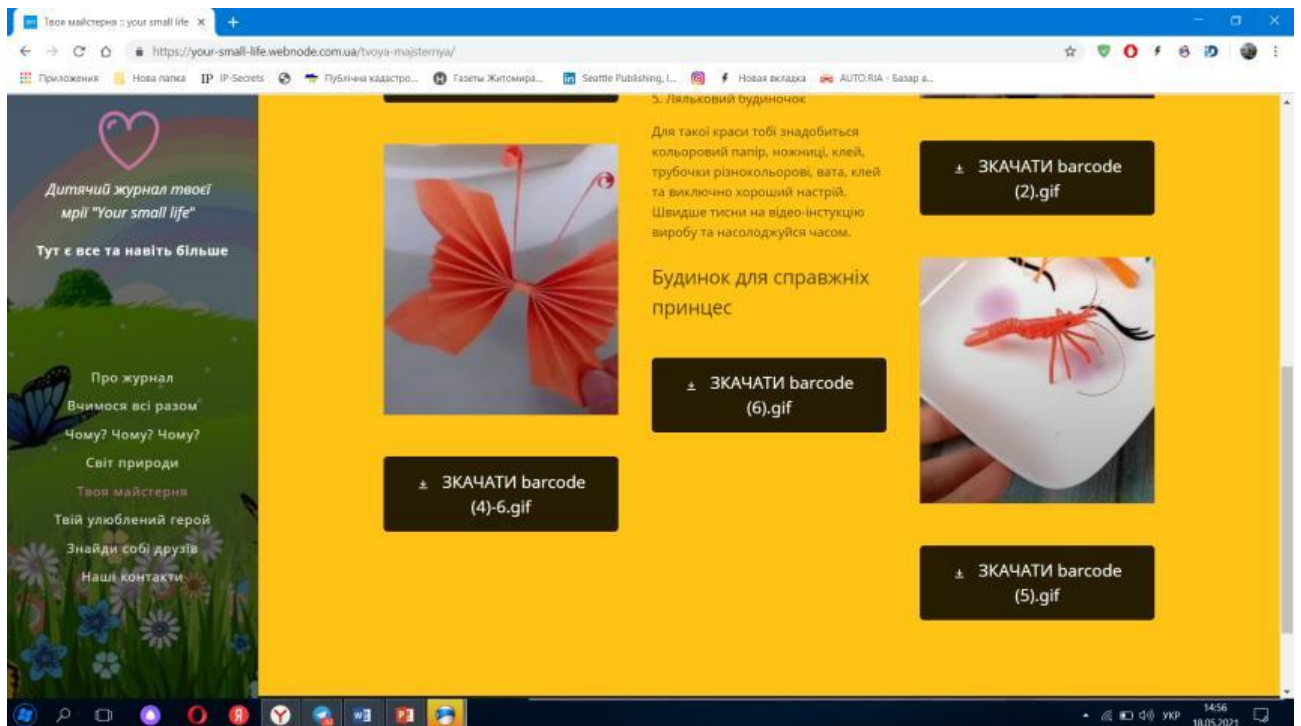 Твоя майстерня :: your small life
https://your-small-life.webnode.com.ua/tvoya-majsternya/
Приложения
Нова папка
IP IP-Secrets
Публічна кадастро...
Газеты Житомира...
Seattle Publishing, I...
Новая вкладка
AUTO.RIA - Базар а...
Дитячий журнал твоєї
мрії "Your small life"
Тут є все та навіть більше
Про журнал
Вчимося всі разом
Чому? Чому? Чому?
Світ природи
Твоя майстерня
Твій улюблений герой
Знайди собі друзів
Наші контакти
ЗКАЧАТИ barcode
(4)-6.gif
5. Ляльковий будиночок
Для такої краси тобі знадобиться
кольоровий папір, ножниці, клей,
трубочки різнокольорові, вата, клей
та виключно хороший настрій.
Швидше тисни на відео-інстукцію
виробу та насолоджуйся часом.
Будинок для справжніх
принцес
ЗКАЧАТИ barcode
(6).gif
ЗКАЧАТИ barcode
(2).gif
ЗКАЧАТИ barcode
(5).gif
УКР
14:56
18.05.2021